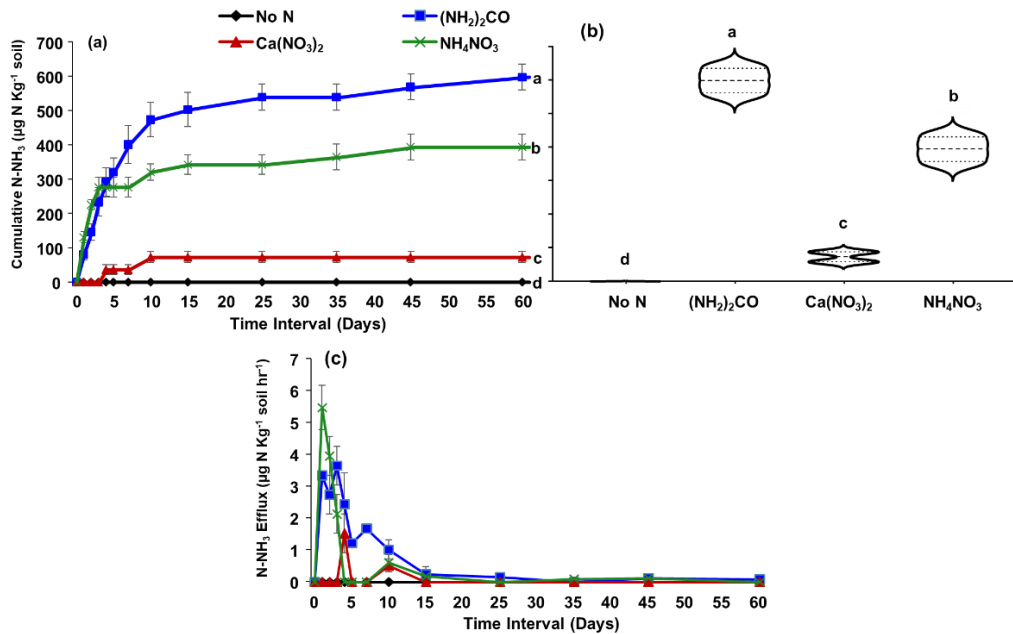 No N
(NH₂)₂CO
Ca(NO₃)₂
NH₄NO₃
(a)
Cumulative N-NH₃ (µg N Kg⁻¹ soil)
700
600
500
400
300
200
100
0
a
b
c
d
0 5 10 15 20 25 30 35 40 45 50 55 60
Time Interval (Days)
(b)
a
b
c
d
No N (NH₂)₂CO Ca(NO₃)₂ NH₄NO₃
(c)
N-NH₃ Efflux (µg N Kg⁻¹ soil hr⁻¹)
7
6
5
4
3
2
1
0
0 5 10 15 20 25 30 35 40 45 50 55 60
Time Interval (Days)